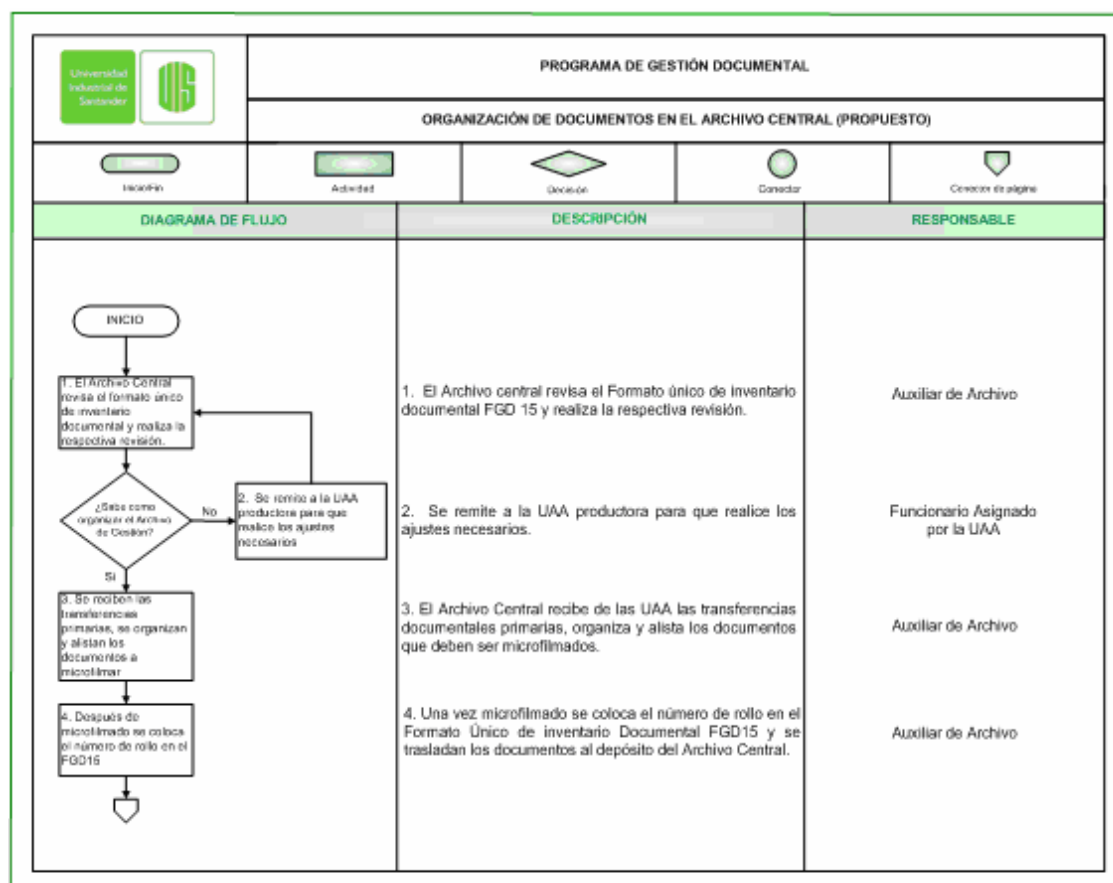 Universidad
Industrial de
Santander
PROGRAMA DE GESTIÓN DOCUMENTAL
ORGANIZACIÓN DE DOCUMENTOS EN EL ARCHIVO CENTRAL (PROPUESTO)
Inicio/Fin
Actividad
Decisión
Conector
Conector de página
DIAGRAMA DE FLUJO
DESCRIPCIÓN
RESPONSABLE
INICIO
1. El Archivo Central
revisa el formato único
de inventario
documental y realiza la
respectiva revisión.
1. El Archivo central revisa el Formato único de inventario
documental FGD 15 y realiza la respectiva revisión.
Auxiliar de Archivo
¿Sabe como
organizar el Archivo
de Gestión?
No
2. Se remite a la UAA
productora para que
realice los ajustes
necesarios
2. Se remite a la UAA productora para que realice los
ajustes necesarios.
Funcionario Asignado
por la UAA
Si
3. Se reciben las
transferencias
primarias, se organizan
y alistan los
documentos a
microfilmar
3. El Archivo Central recibe de las UAA las transferencias
documentales primarias, organiza y alista los documentos
que deben ser microfilmados.
Auxiliar de Archivo
4. Después de
microfilmado se coloca
el número de rollo en el
FGD15
4. Una vez microfilmado se coloca el número de rollo en el
Formato Único de inventario Documental FGD15 y se
trasladan los documentos al depósito del Archivo Central.
Auxiliar de Archivo